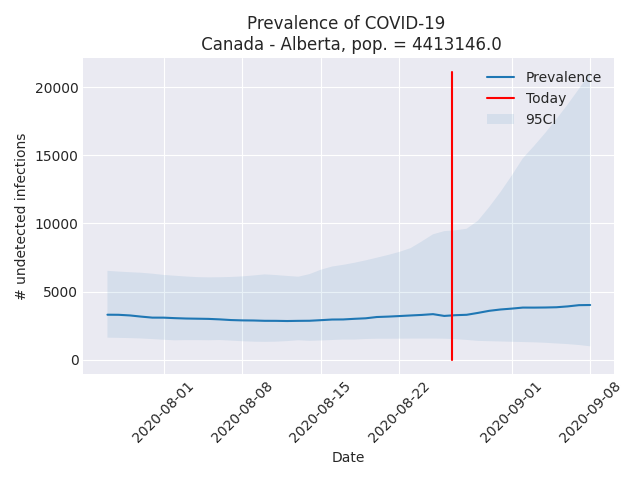 Prevalence of COVID-19
Canada - Alberta, pop. = 4413146.0
Prevalence
Today
95CI
20000
15000
10000
5000
0
# undetected infections
2020-08-01
2020-08-08
2020-08-15
2020-08-22
2020-09-01
2020-09-08
Date